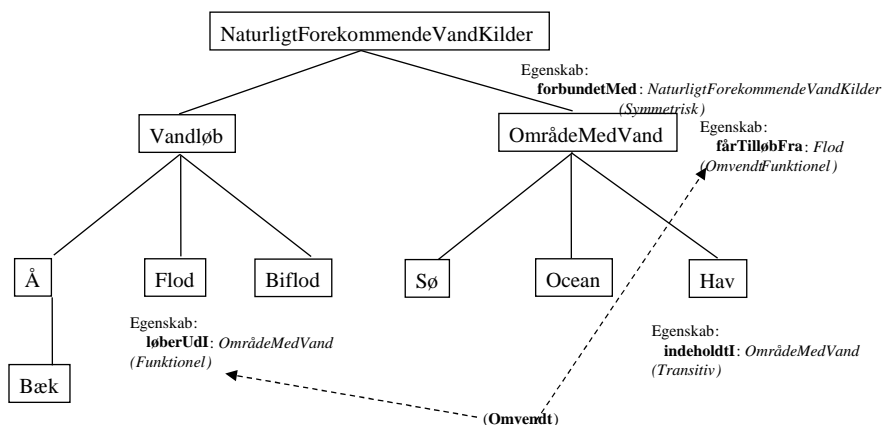 NaturligtForekommendeVandKilder
Egenskab:
forbundetMed: NaturligtForekommendeVandKilder
(Symmetrisk)
Vandløb
OmrådeMedVand
Egenskab:
fårTilløbFra: Flod
(OmvendtFunktionel)
Å
Flod
Biflod
Sø
Ocean
Hav
Egenskab:
løberUdI: OmrådeMedVand
(Funktionel)
Egenskab:
indeholdtI: OmrådeMedVand
(Transitiv)
Bæk
(Omvendt)